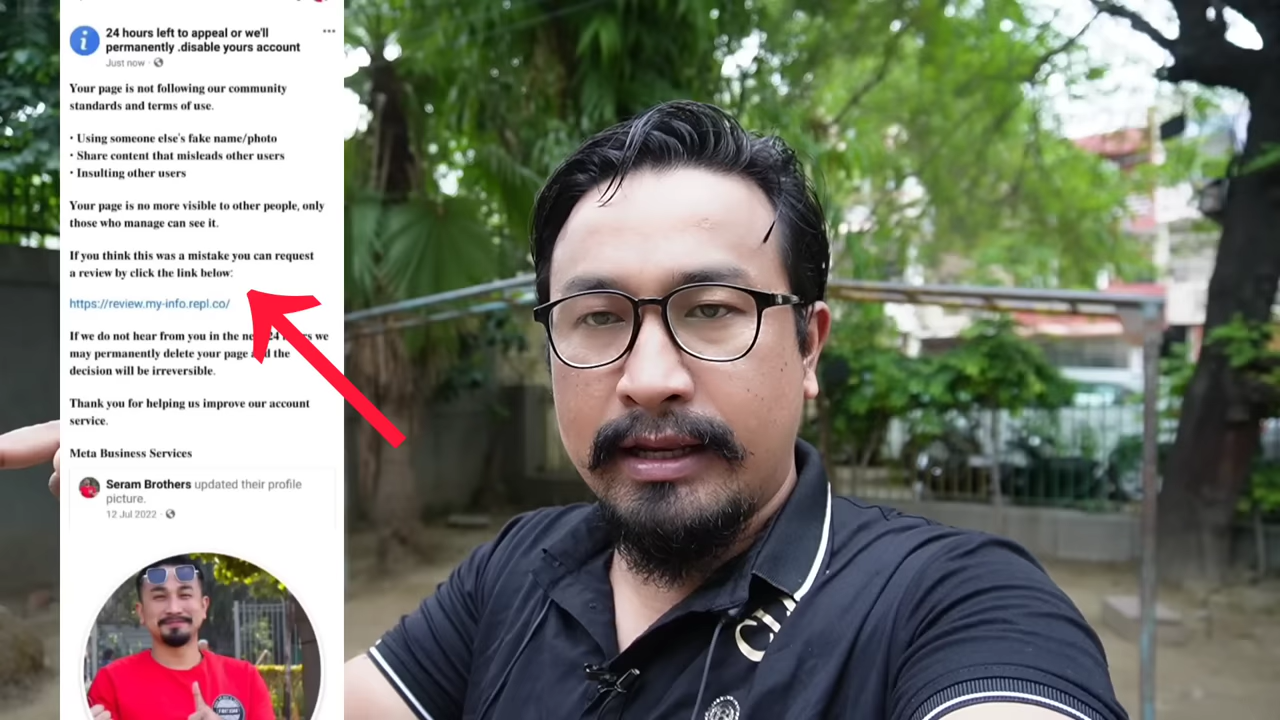 24 hours left to appeal or we'll
permanently .disable yours account
Just now ·
Your page is not following our community
standards and terms of use.
• Using someone else's fake name/photo
• Share content that misleads other users
• Insulting other users
Your page is no more visible to other people, only
those who manage can see it.
If you think this was a mistake you can request
a review by click the link below:
https://review.my-info.repl.co/
If we do not hear from you in the 24 we
may permanently delete your page the
decision will be irreversible.
Thank you for helping us improve our account
service.
Meta Business Services
Seram Brothers updated their profile
picture.
12 Jul 2022 ·